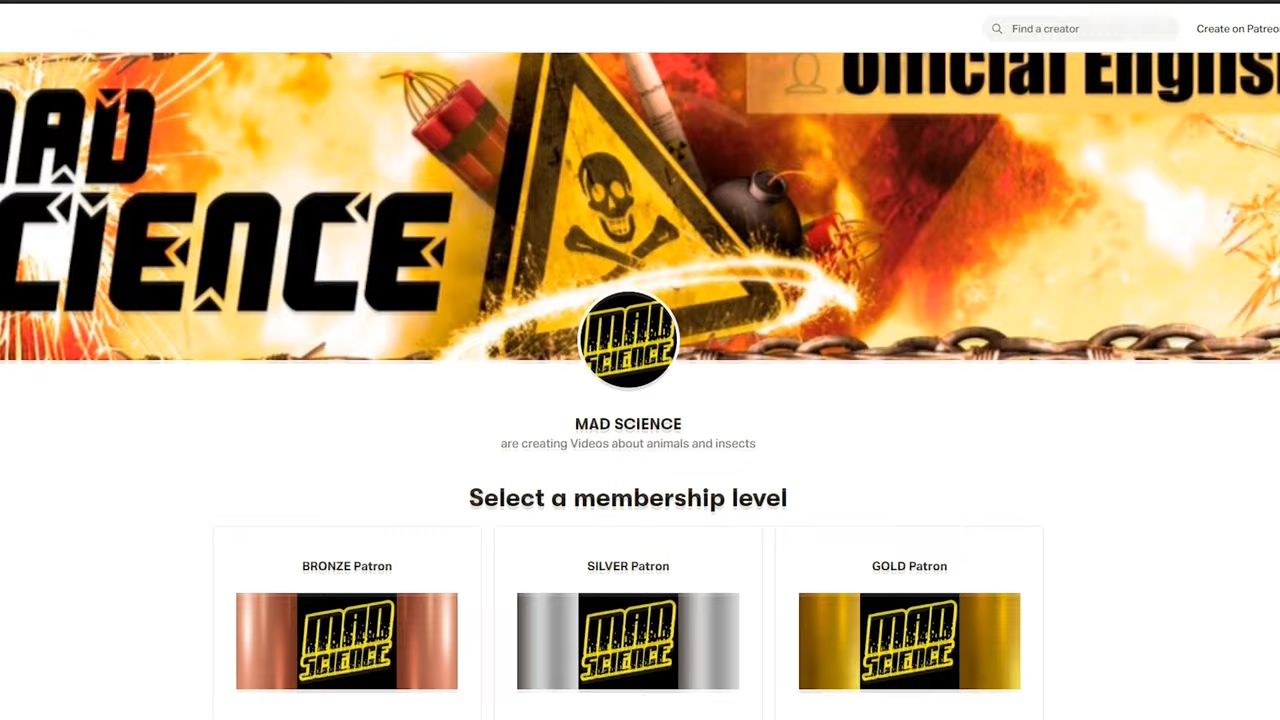 Find a creator
Create on Patreo
Official Englis
MAD
CIENCE
MAD
SCIENCE
MAD SCIENCE
are creating Videos about animals and insects
Select a membership level
BRONZE Patron
SILVER Patron
GOLD Patron
MAD
SCIENCE
MAD
SCIENCE
MAD
SCIENCE